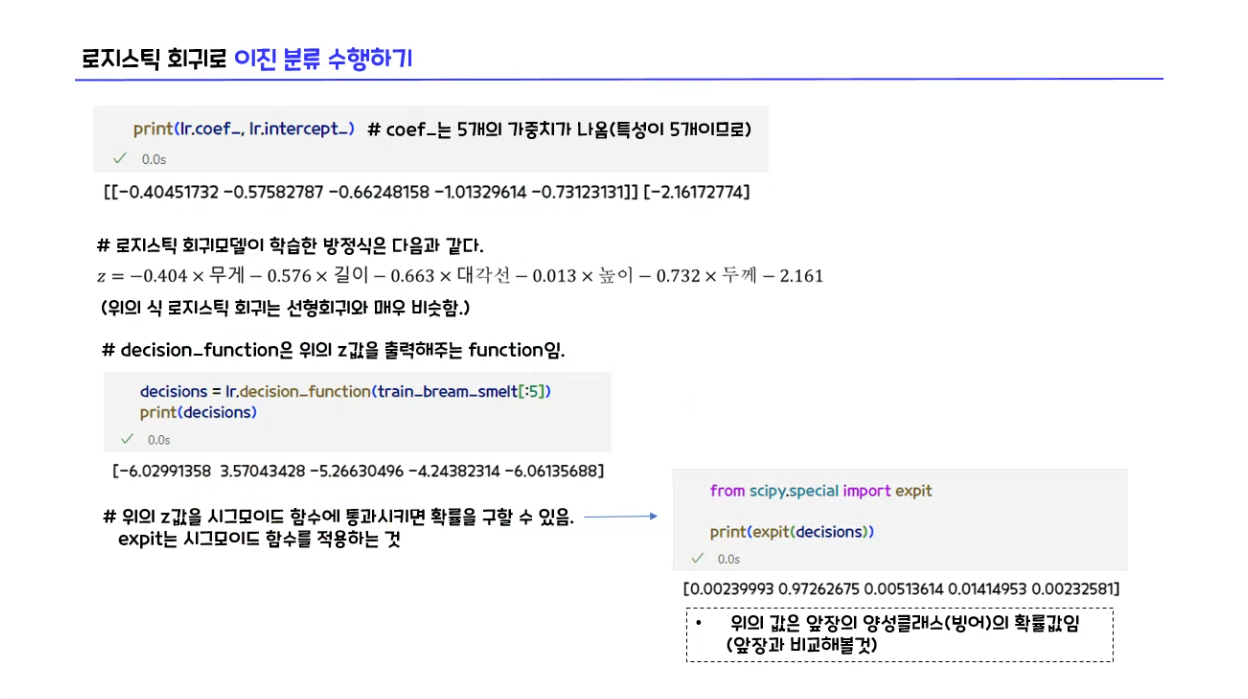 로지스틱 회귀로 이진 분류 수행하기
print(lr.coef_, lr.intercept_) # coef_는 5개의 가중치가 나옴(특성이 5개이므로)
✓ 0.0s
[[-0.40451732 -0.57582787 -0.66248158 -1.01329614 -0.73123131]] [-2.16172774]
# 로지스틱 회귀모델이 학습한 방정식은 다음과 같다.
z = −0.404 × 무게 − 0.576 × 길이 − 0.663 × 대각선 − 0.013 × 높이 − 0.732 × 두께 − 2.161
(위의 식 로지스틱 회귀는 선형회귀와 매우 비슷함.)
# decision_function은 위의 z값을 출력해주는 function임.
decisions = lr.decision_function(train_bream_smelt[:5])
print(decisions)
✓ 0.0s
[-6.02991358 3.57043428 -5.26630496 -4.24382314 -6.06135688]
# 위의 z값을 시그모이드 함수에 통과시키면 확률을 구할 수 있음.
expit는 시그모이드 함수를 적용하는 것
from scipy.special import expit
print(expit(decisions))
✓ 0.0s
[0.00239993 0.97262675 0.00513614 0.01414953 0.00232581]
• 위의 값은 앞장의 양성클래스(빙어)의 확률값임
(앞장과 비교해볼것)